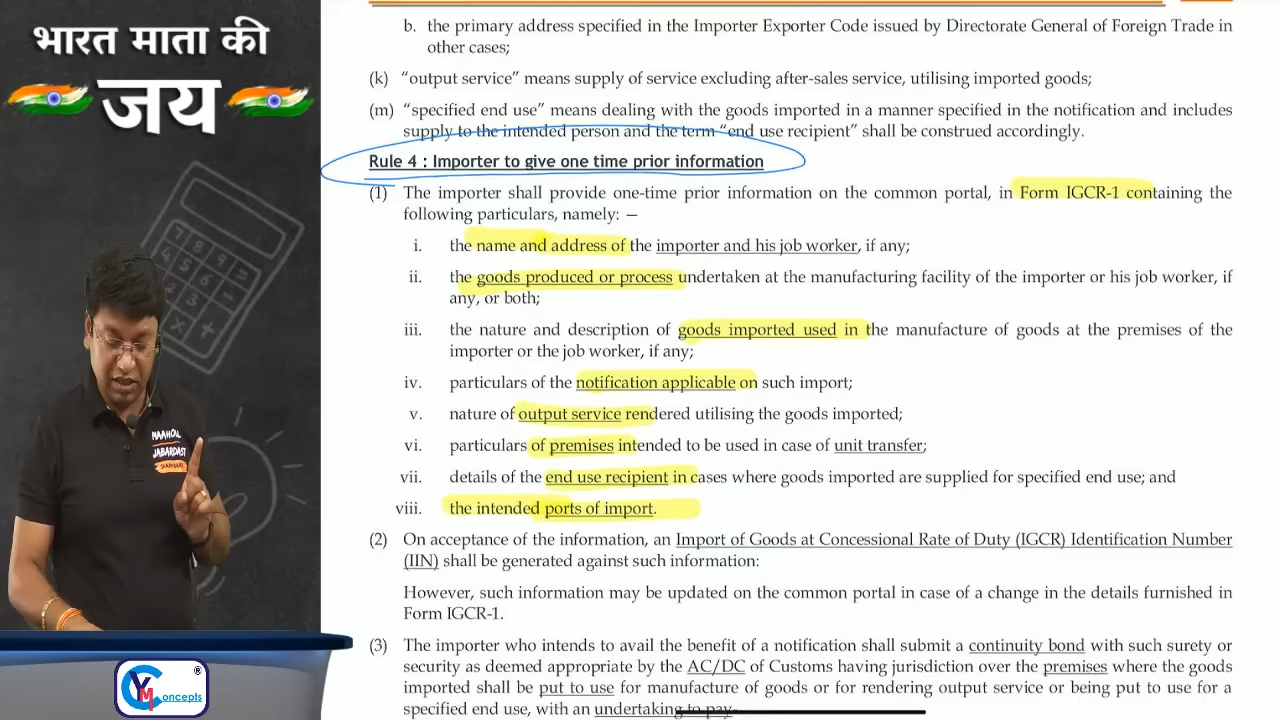 भारत माता की
जय
b. the primary address specified in the Importer Exporter Code issued by Directorate General of Foreign Trade in
other cases;
(k) “output service” means supply of service excluding after-sales service, utilising imported goods;
(m) “specified end use” means dealing with the goods imported in a manner specified in the notification and includes
supply to the intended person and the term “end use recipient” shall be construed accordingly.
Rule 4 : Importer to give one time prior information
(1) The importer shall provide one-time prior information on the common portal, in Form IGCR-1 containing the
following particulars, namely: —
i. the name and address of the importer and his job worker, if any;
ii. the goods produced or process undertaken at the manufacturing facility of the importer or his job worker, if
any, or both;
iii. the nature and description of goods imported used in the manufacture of goods at the premises of the
importer or the job worker, if any;
iv. particulars of the notification applicable on such import;
v. nature of output service rendered utilising the goods imported;
vi. particulars of premises intended to be used in case of unit transfer;
vii. details of the end use recipient in cases where goods imported are supplied for specified end use; and
viii. the intended ports of import.
(2) On acceptance of the information, an Import of Goods at Concessional Rate of Duty (IGCR) Identification Number
(IIN) shall be generated against such information:
However, such information may be updated on the common portal in case of a change in the details furnished in
Form IGCR-1.
(3) The importer who intends to avail the benefit of a notification shall submit a continuity bond with such surety or
security as deemed appropriate by the AC/DC of Customs having jurisdiction over the premises where the goods
imported shall be put to use for manufacture of goods or for rendering output service or being put to use for a
specified end use, with an undertaking to pay-
MAAHOUL
JABARDAST
7 8 9
4 5 6
YM Concepts
®